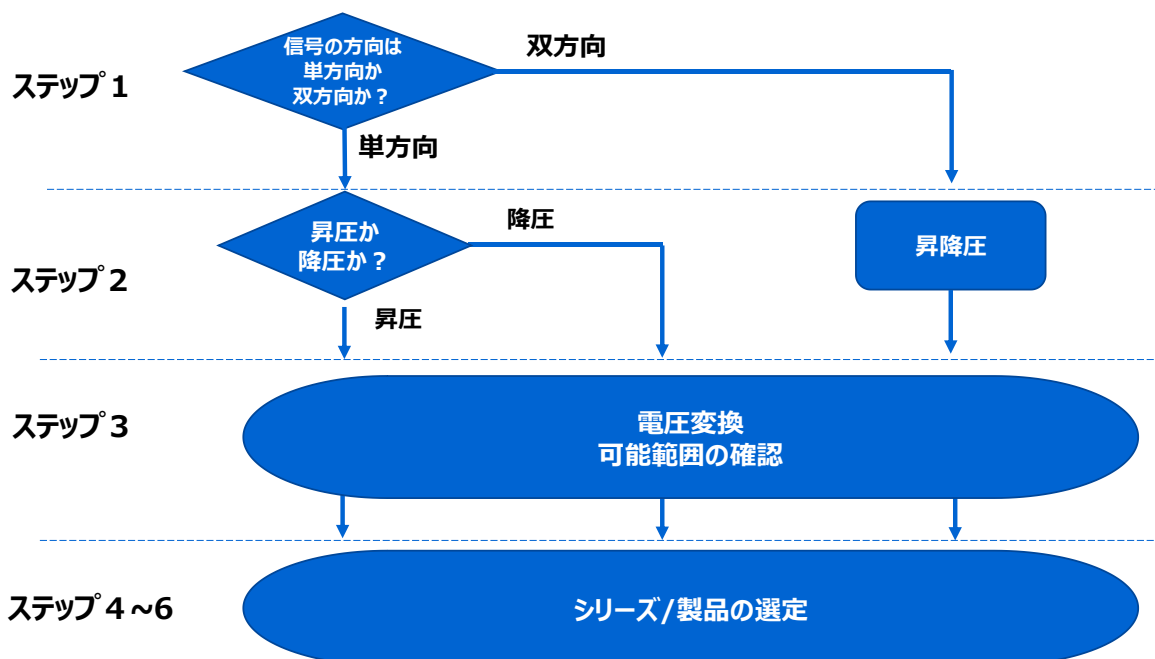 ステップ１
信号の方向は
単方向か
双方向か？
双方向
単方向
ステップ２
昇圧か
降圧か？
降圧
昇圧
昇降圧
ステップ３
電圧変換
可能範囲の確認
ステップ４~6
シリーズ/製品の選定